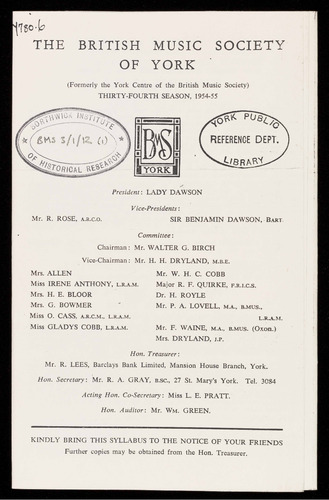 Y780.6
THE BRITISH MUSIC SOCIETY
OF YORK
(Formerly the York Centre of the British Music Society)
THIRTY-FOURTH SEASON, 1954-55
BORTHWICK INSTITUTE
BMS 3/1/12 (1)
OF HISTORICAL RESEARCH
BMS
YORK
YORK PUBLIC
REFERENCE DEPT.
LIBRARY
President: LADY DAWSON
Vice-Presidents:
Mr. R. ROSE, A.R.C.O. SIR BENJAMIN DAWSON, Bart
Committee:
Chairman: Mr. WALTER G. BIRCH
Vice-Chairman: Mr. H. H. DRYLAND, M.B.E.
Mrs. ALLEN Mr. W. H. C. COBB
Miss IRENE ANTHONY, L.R.A.M. Major R. F. QUIRKE, F.R.I.C.S.
Mrs. H. E. BLOOR Dr. H. ROYLE
Mrs. G. BOWMER Mr. P. A. LOVELL, M.A., B.MUS.,
Miss O. CASS, A.R.C.M., L.R.A.M. L.R.A.M.
Miss GLADYS COBB, L.R.A.M. Mr. F. WAINE, M.A., B.MUS. (Oxon.)
Mrs. DRYLAND, J.P.
Hon. Treasurer:
Mr. R. LEES, Barclays Bank Limited, Mansion House Branch, York.
Hon. Secretary: Mr. R. A. GRAY, B.SC., 27 St. Mary's York. Tel. 3084
Acting Hon. Co-Secretary: Miss L. E. PRATT.
Hon. Auditor: Mr. Wm. GREEN.
KINDLY BRING THIS SYLLABUS TO THE NOTICE OF YOUR FRIENDS
Further copies may be obtained from the Hon. Treasurer.